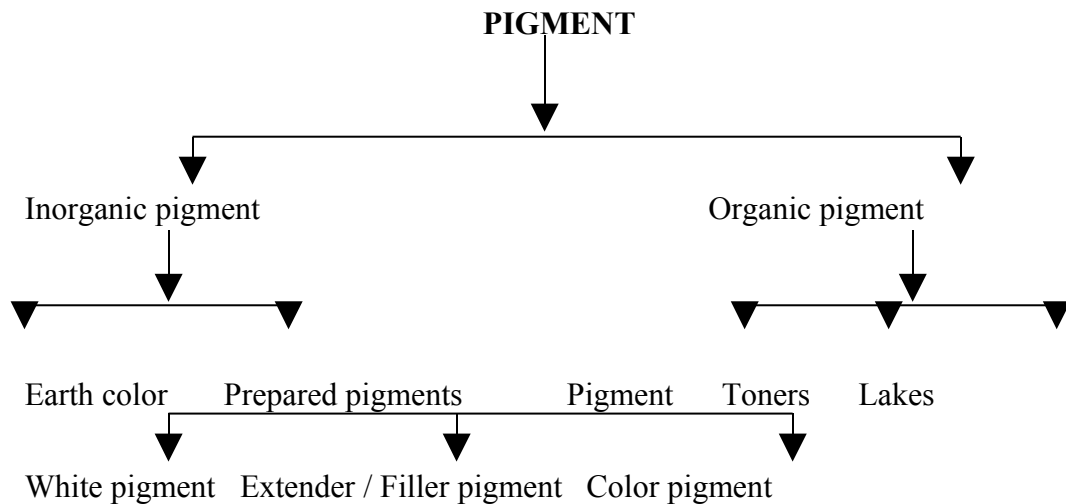 PIGMENT
Inorganic pigment Organic pigment
Earth color Prepared pigments Pigment Toners Lakes
White pigment Extender / Filler pigment Color pigment